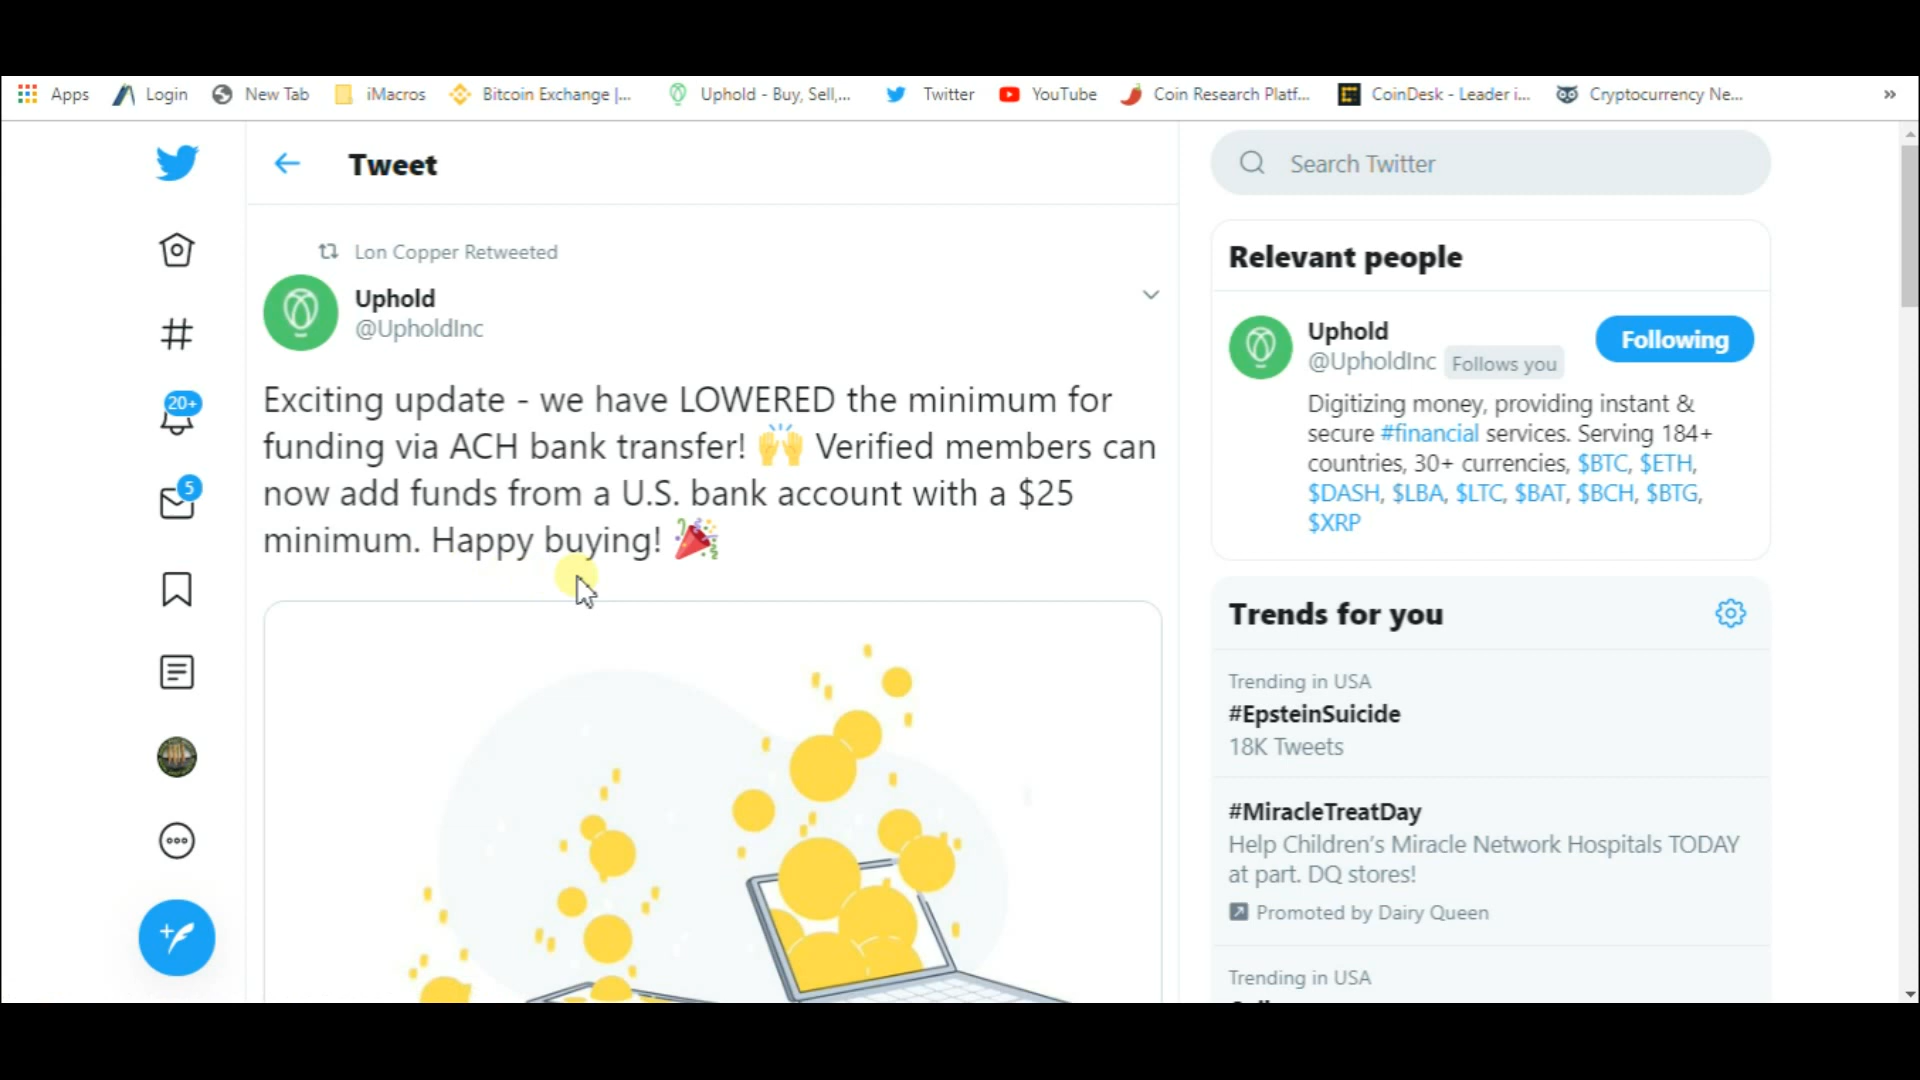 Apps Login New Tab iMacros Bitcoin Exchange |... Uphold - Buy, Sell,... Twitter YouTube Coin Research Platf... CoinDesk - Leader i... Cryptocurrency Ne... »
Tweet
Search Twitter
Lon Copper Retweeted
Uphold
@UpholdInc
Exciting update - we have LOWERED the minimum for
funding via ACH bank transfer! 🙌 Verified members can
now add funds from a U.S. bank account with a $25
minimum. Happy buying! 🎉
20+
5
Relevant people
Uphold
@UpholdInc Follows you
Following
Digitizing money, providing instant &
secure #financial services. Serving 184+
countries, 30+ currencies, $BTC, $ETH,
$DASH, $LBA, $LTC, $BAT, $BCH, $BTG,
$XRP
Trends for you
Trending in USA
#EpsteinSuicide
18K Tweets
#MiracleTreatDay
Help Children's Miracle Network Hospitals TODAY
at part. DQ stores!
Promoted by Dairy Queen
Trending in USA